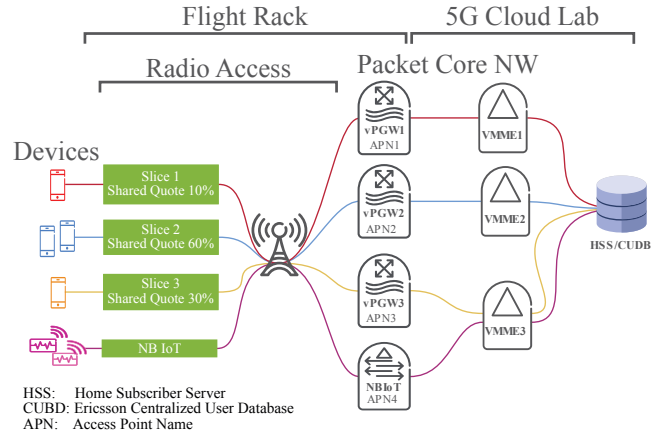 Flight Rack
5G Cloud Lab
Radio Access
Packet Core NW
Devices
Slice 1
Shared Quote 10%
Slice 2
Shared Quote 60%
Slice 3
Shared Quote 30%
NB IoT
vPGW1
APN1
vPGW2
APN2
vPGW3
APN3
NBIoT
APN4
VMME1
VMME2
VMME3
HSS/CUDB
HSS: Home Subscriber Server
CUBD: Ericsson Centralized User Database
APN: Access Point Name